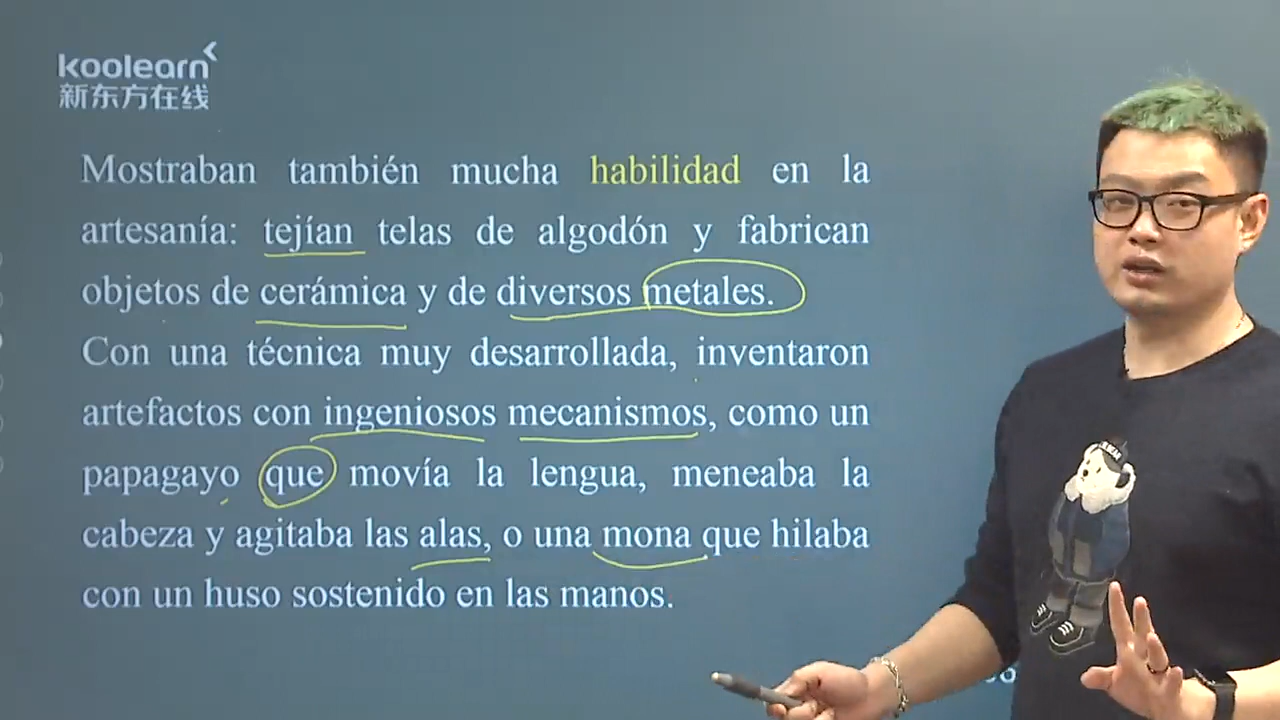 koolearn
新东方在线
Mostraban también mucha habilidad en la
artesanía: tejían telas de algodón y fabrican
objetos de cerámica y de diversos metales.
Con una técnica muy desarrollada, inventaron
artefactos con ingeniosos mecanismos, como un
papagayo que movía la lengua, meneaba la
cabeza y agitaba las alas, o una mona que hilaba
con un huso sostenido en las manos.